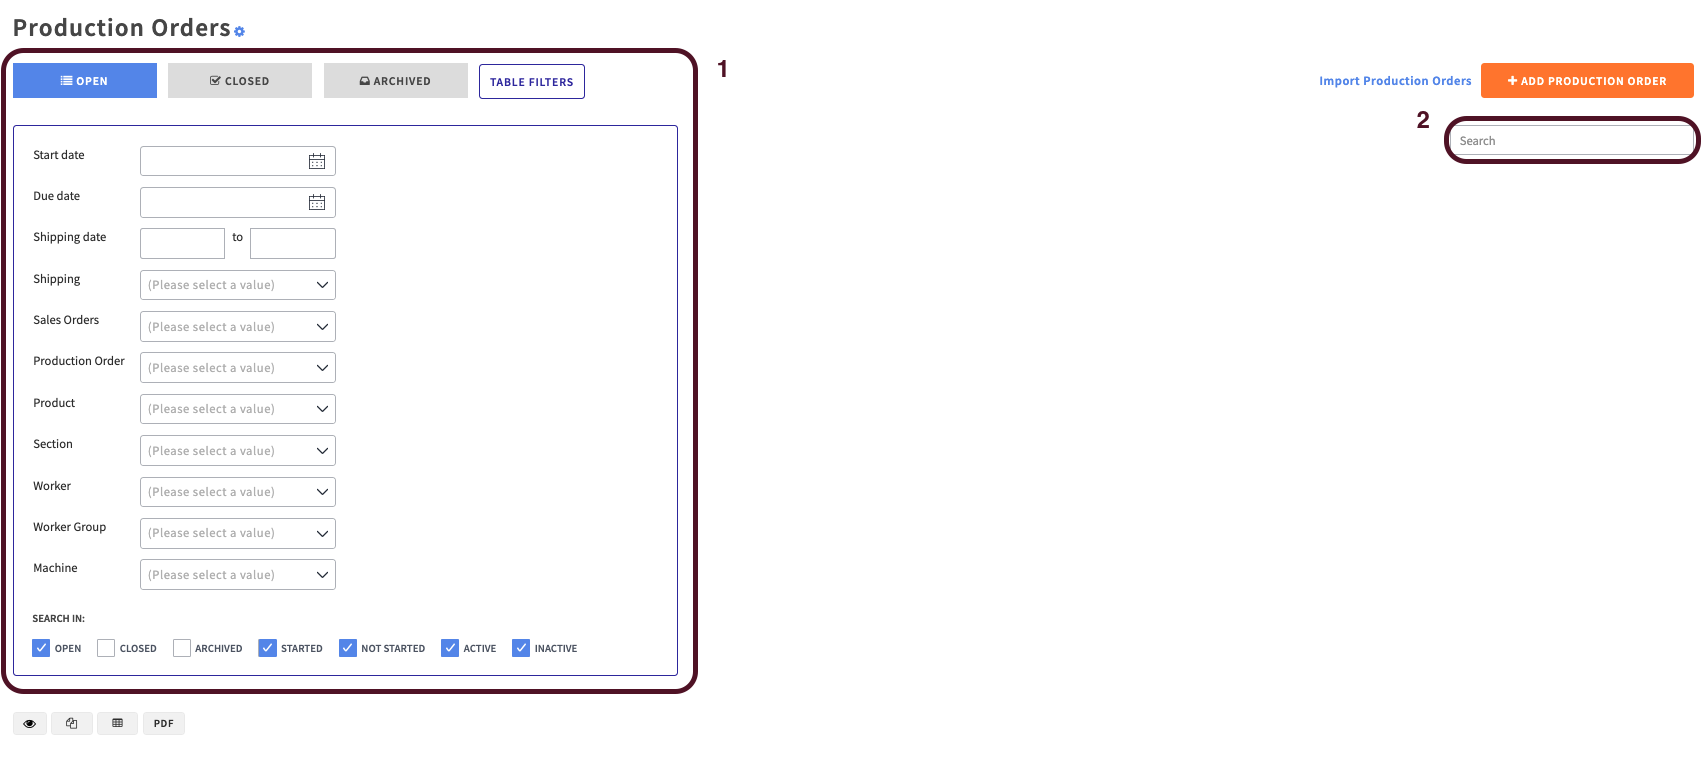 Production Orders
OPEN CLOSED ARCHIVED TABLE FILTERS
1
Import Production Orders ADD PRODUCTION ORDER
2
Search
Start date
Due date
Shipping date to
Shipping (Please select a value)
Sales Orders (Please select a value)
Production Order (Please select a value)
Product (Please select a value)
Section (Please select a value)
Worker (Please select a value)
Worker Group (Please select a value)
Machine (Please select a value)
SEARCH IN:
OPEN CLOSED ARCHIVED STARTED NOT STARTED ACTIVE INACTIVE
PDF